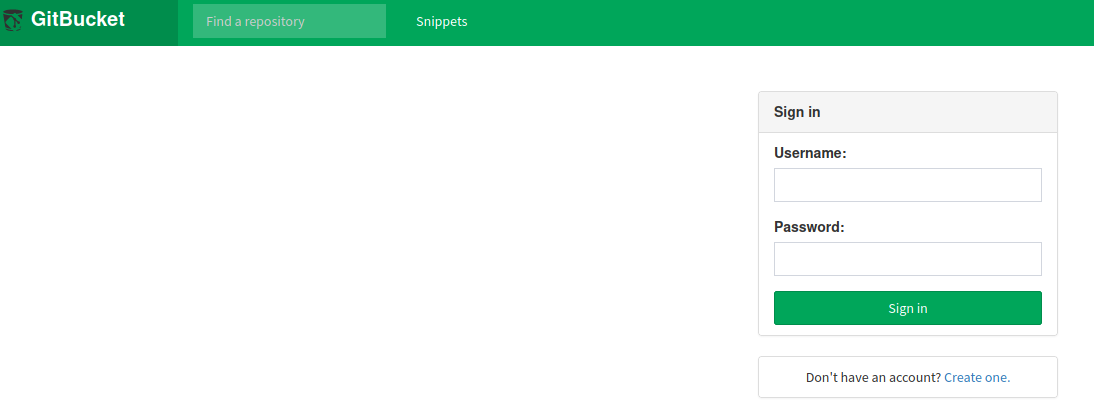 GitBucket
Find a repository
Snippets
Sign in
Username:
Password:
Sign in
Don't have an account? Create one.